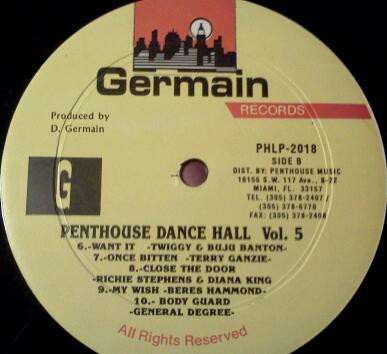 Germain
RECORDS
Produced by
D. Germain
G
PHLP-2018
SIDE B
DIST. BY: PENTHOUSE MUSIC
16155 S.W. 117 Ave., B-22
MIAMI, FL. 33157
TEL. (305) 378-2407 /
(305) 378-6770
FAX: (305) 378-2408
PENTHOUSE DANCE HALL Vol. 5
6.-WANT IT -TWIGGY & BUJU BANTON-
7.-ONCE BITTEN -TERRY GANZIE-
8.-CLOSE THE DOOR
-RICHIE STEPHENS & DIANA KING
9.-MY WISH -BERES HAMMOND-
10.- BODY GUARD
-GENERAL DEGREE-
All Rights Reserved